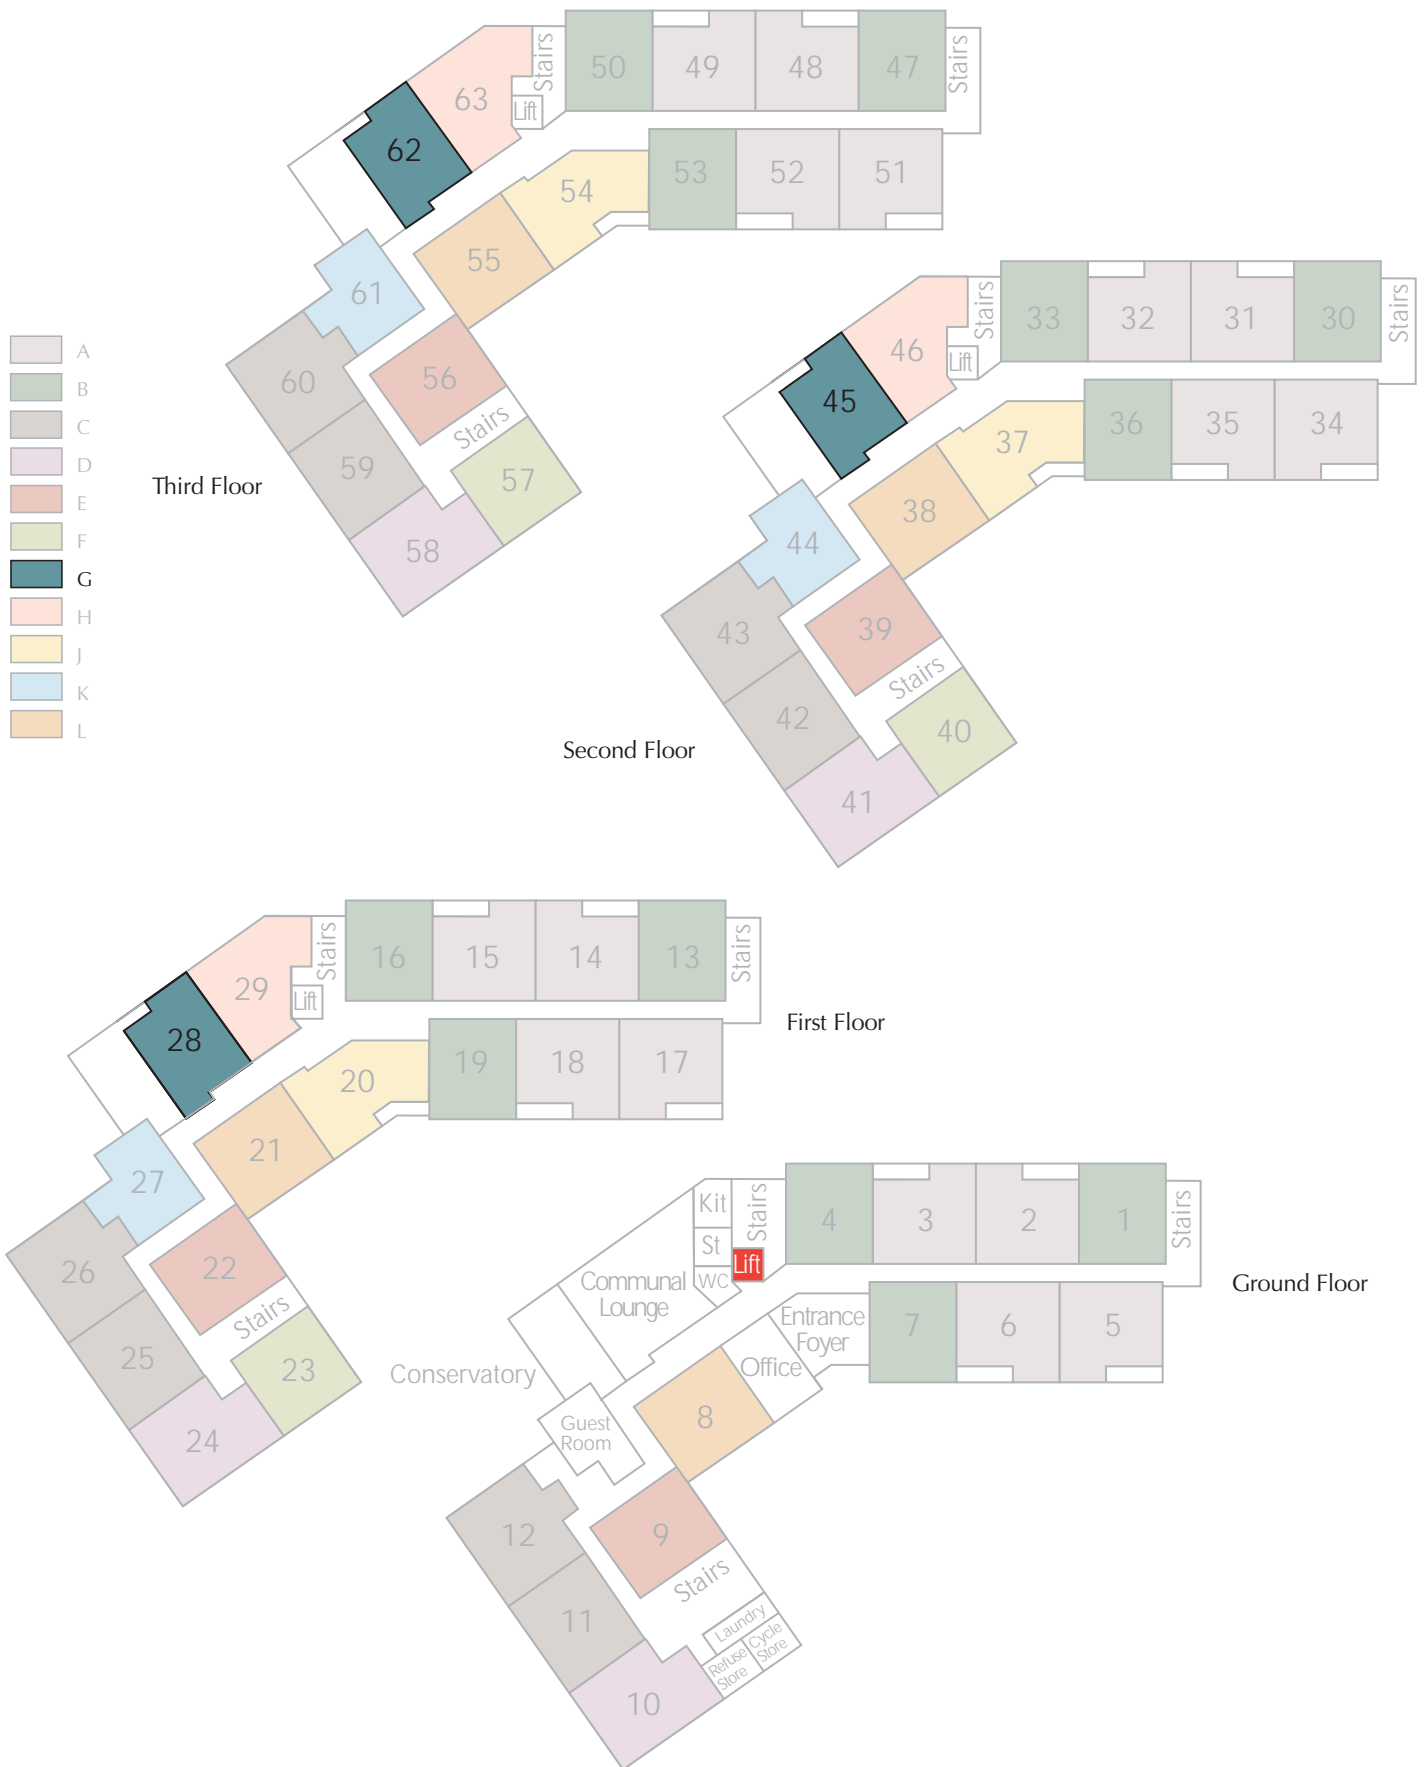 50
49
48
47
Stairs
Stairs
63
Lift
62
53
52
51
54
55
61
60
56
Stairs
59
57
58
Third Floor
A
B
C
D
E
F
G
H
J
K
L
33
32
31
30
Stairs
Stairs
46
Lift
45
36
35
34
37
38
44
43
39
Stairs
42
40
41
Second Floor
16
15
14
13
Stairs
Stairs
29
Lift
28
19
18
17
20
21
27
26
22
Stairs
25
23
24
First Floor
Kit
Stairs
St
Lift
WC
4
3
2
1
Stairs
Communal
Lounge
Ground Floor
Entrance
Foyer
7
6
5
Office
Conservatory
8
Guest
Room
12
9
Stairs
11
Laundry
Cycle
Store
Refuse
Store
10